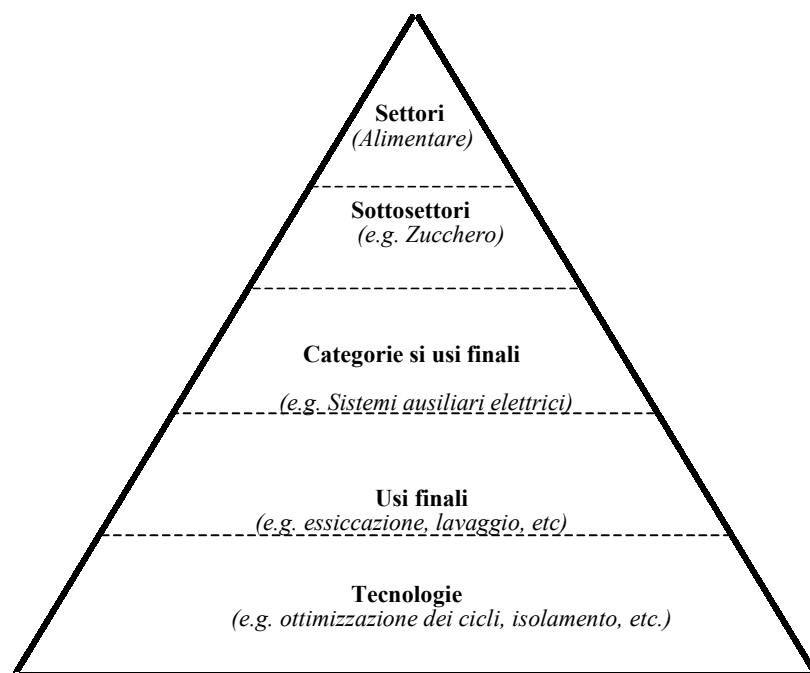 Settori
(Alimentare)
Sottosettori
(e.g. Zucchero)
Categorie si usi finali
(e.g. Sistemi ausiliari elettrici)
Usi finali
(e.g. essiccazione, lavaggio, etc)
Tecnologie
(e.g. ottimizzazione dei cicli, isolamento, etc.)